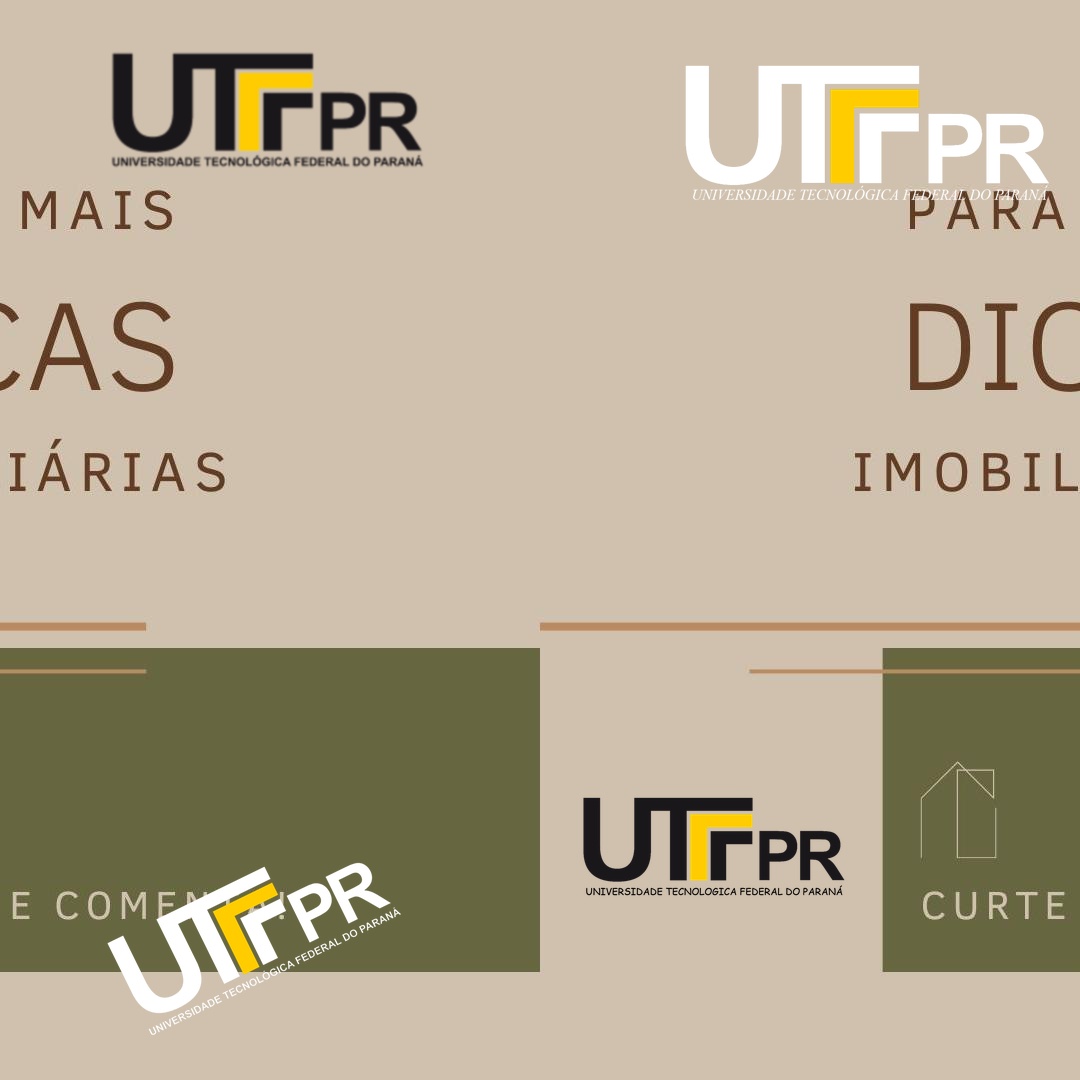 UTFPR
UNIVERSIDADE TECNOLÓGICA FEDERAL DO PARANÁ
UTFPR
UNIVERSIDADE TECNOLÓGICA FEDERAL DO PARANÁ
MAIS
PARA
CAS
DIC
IÁRIAS
IMOBIL
UTFPR
UNIVERSIDADE TECNOLOGICA FEDERAL DO PARANÁ
E COMENTA!
CURTE
UTFPR
UNIVERSIDADE TECNOLÓGICA FEDERAL DO PARANÁ